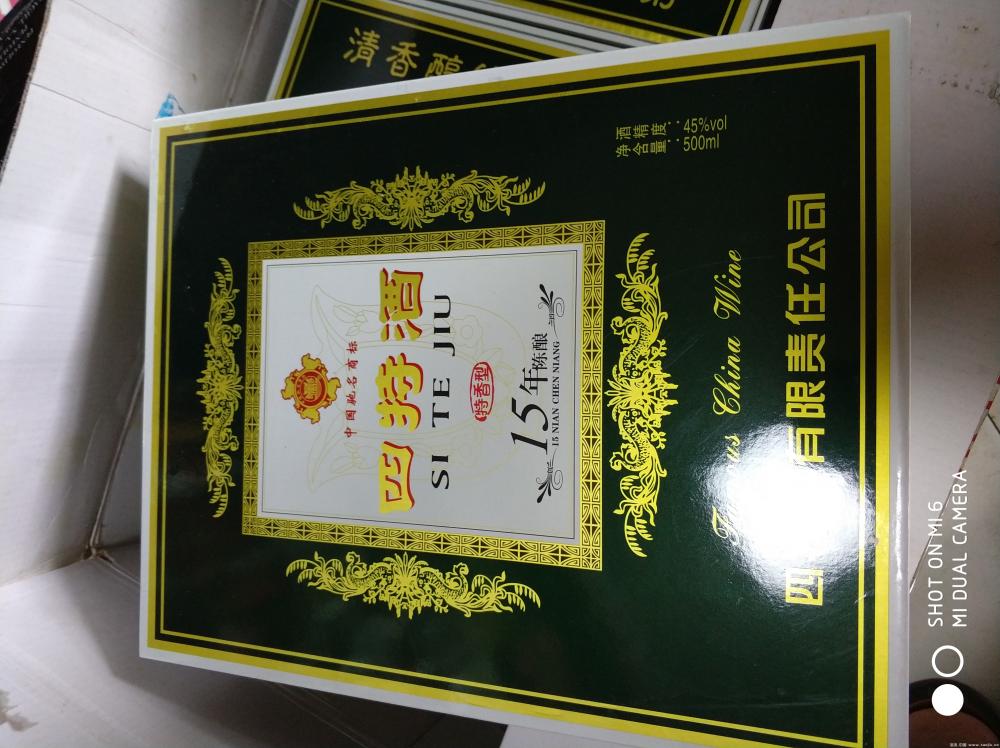 清香醇
中国驰名商标
四特酒
SI TE JIU
特香型
15年陈酿
15 NIAN CHEN NIANG
酒精度：45%vol
净含量：500ml
China Wine
四 有限责任公司
SHOT ON MI 6
MI DUAL CAMERA